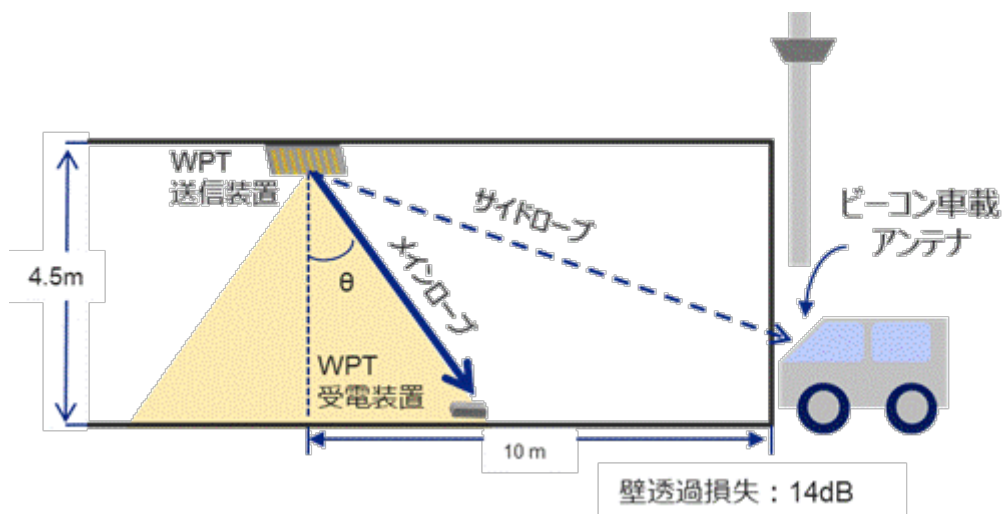 WPT
送信装置
サイドローブ
ビーコン車載
アンテナ
4.5m
θ
メインローブ
WPT
受電装置
10 m
壁透過損失：14dB